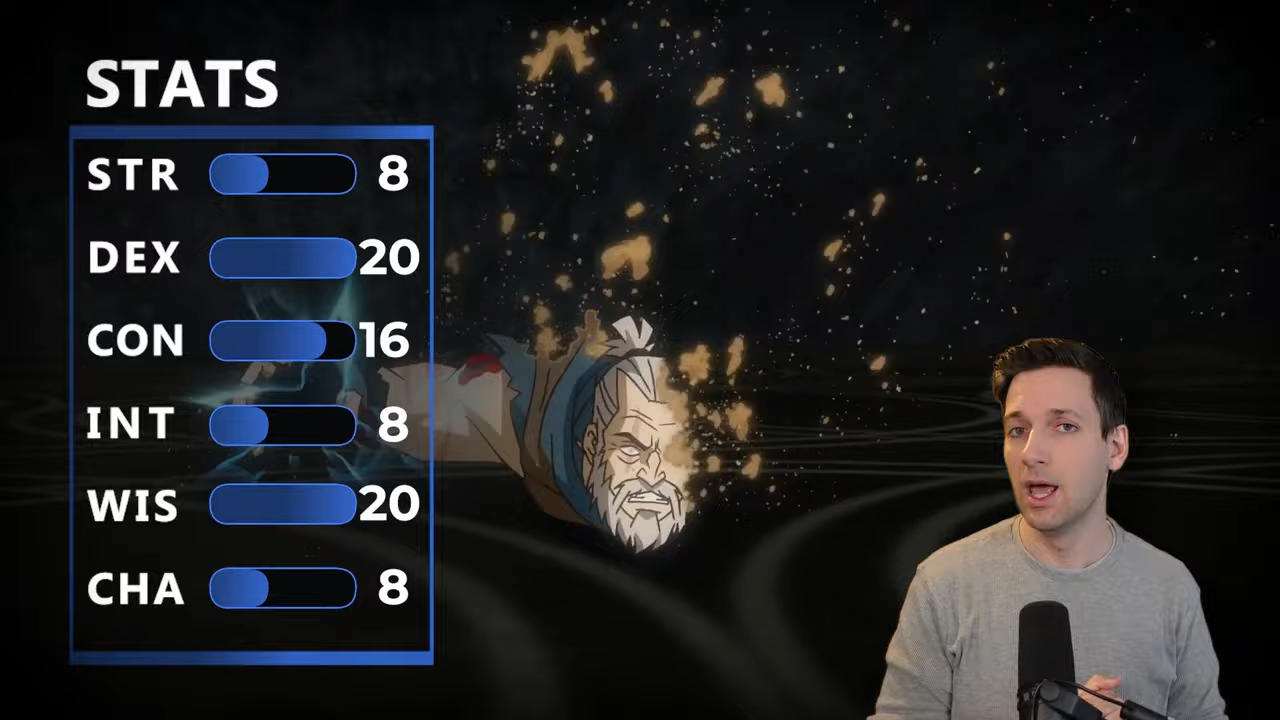 STATS
STR 8
DEX 20
CON 16
INT 8
WIS 20
CHA 8